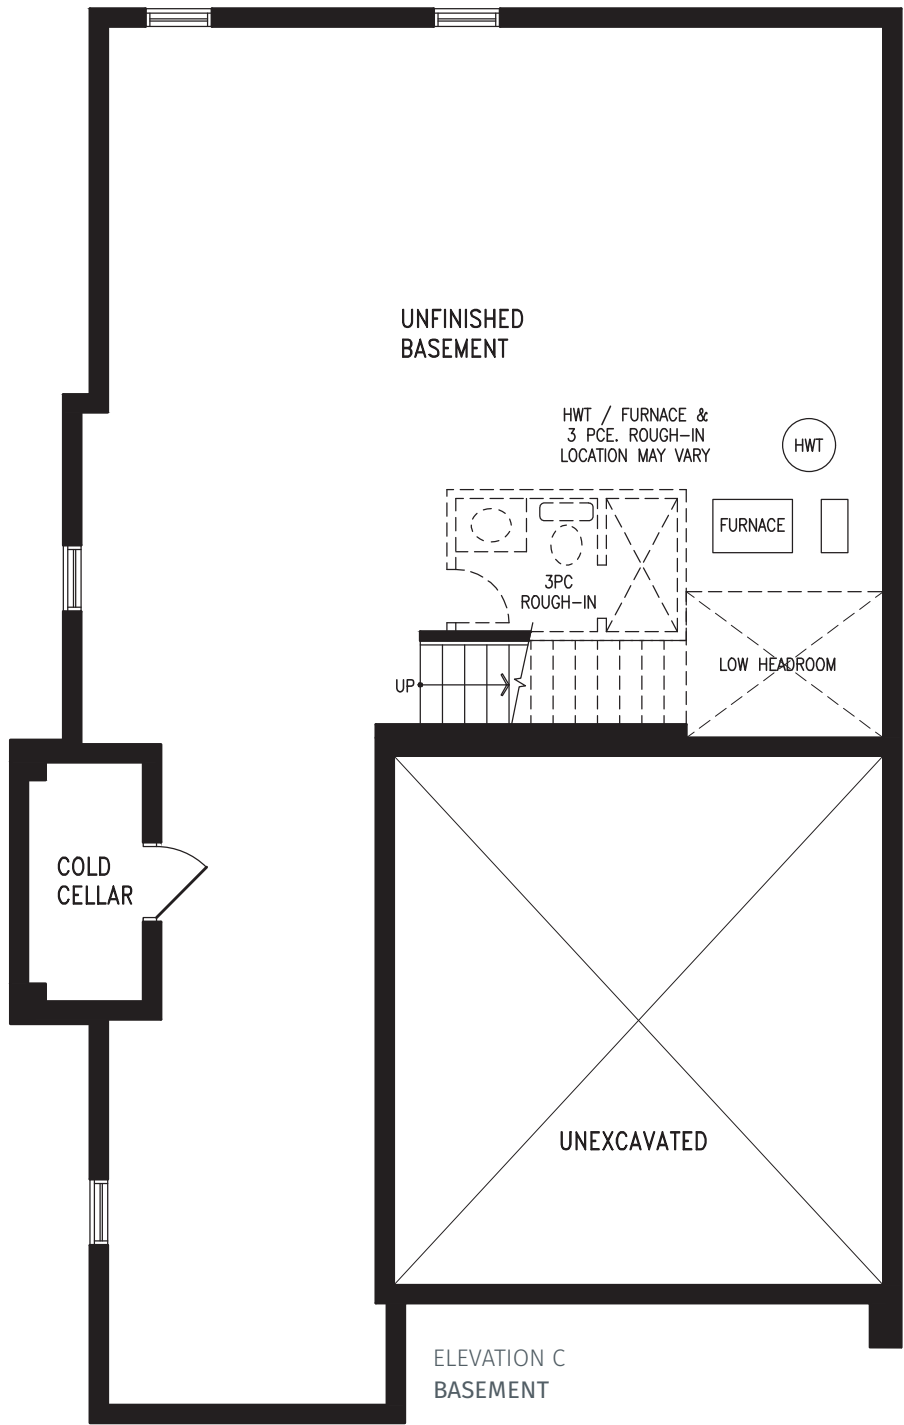 UNFINISHED
BASEMENT
HWT / FURNACE &
3 PCE. ROUGH-IN
LOCATION MAY VARY
HWT
FURNACE
3PC
ROUGH-IN
LOW HEADROOM
UP
COLD
CELLAR
UNEXCAVATED
ELEVATION C
BASEMENT